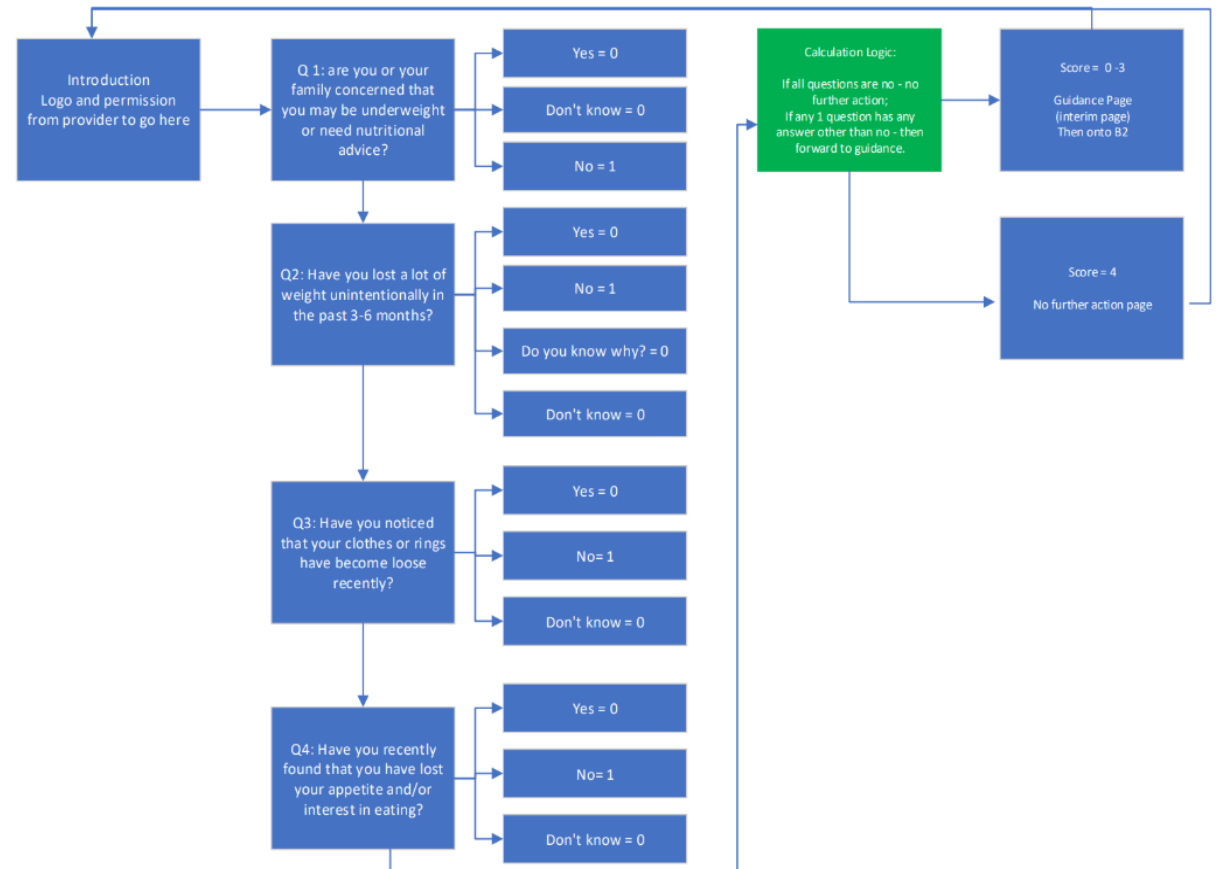 Introduction
Logo and permission
from provider to go here
Q 1: are you or your
family concerned that
you may be underweight
or need nutritional
advice?
Yes = 0
Don't know = 0
No = 1
Q2: Have you lost a lot of
weight unintentionally in
the past 3-6 months?
Yes = 0
No = 1
Do you know why? = 0
Don't know = 0
Q3: Have you noticed
that your clothes or rings
have become loose
recently?
Yes = 0
No= 1
Don't know = 0
Q4: Have you recently
found that you have lost
your appetite and/or
interest in eating?
Yes = 0
No= 1
Don't know = 0
Calculation Logic:
If all questions are no - no
further action;
If any 1 question has any
answer other than no - then
forward to guidance.
Score = 0 -3
Guidance Page
(interim page)
Then onto B2
Score = 4
No further action page